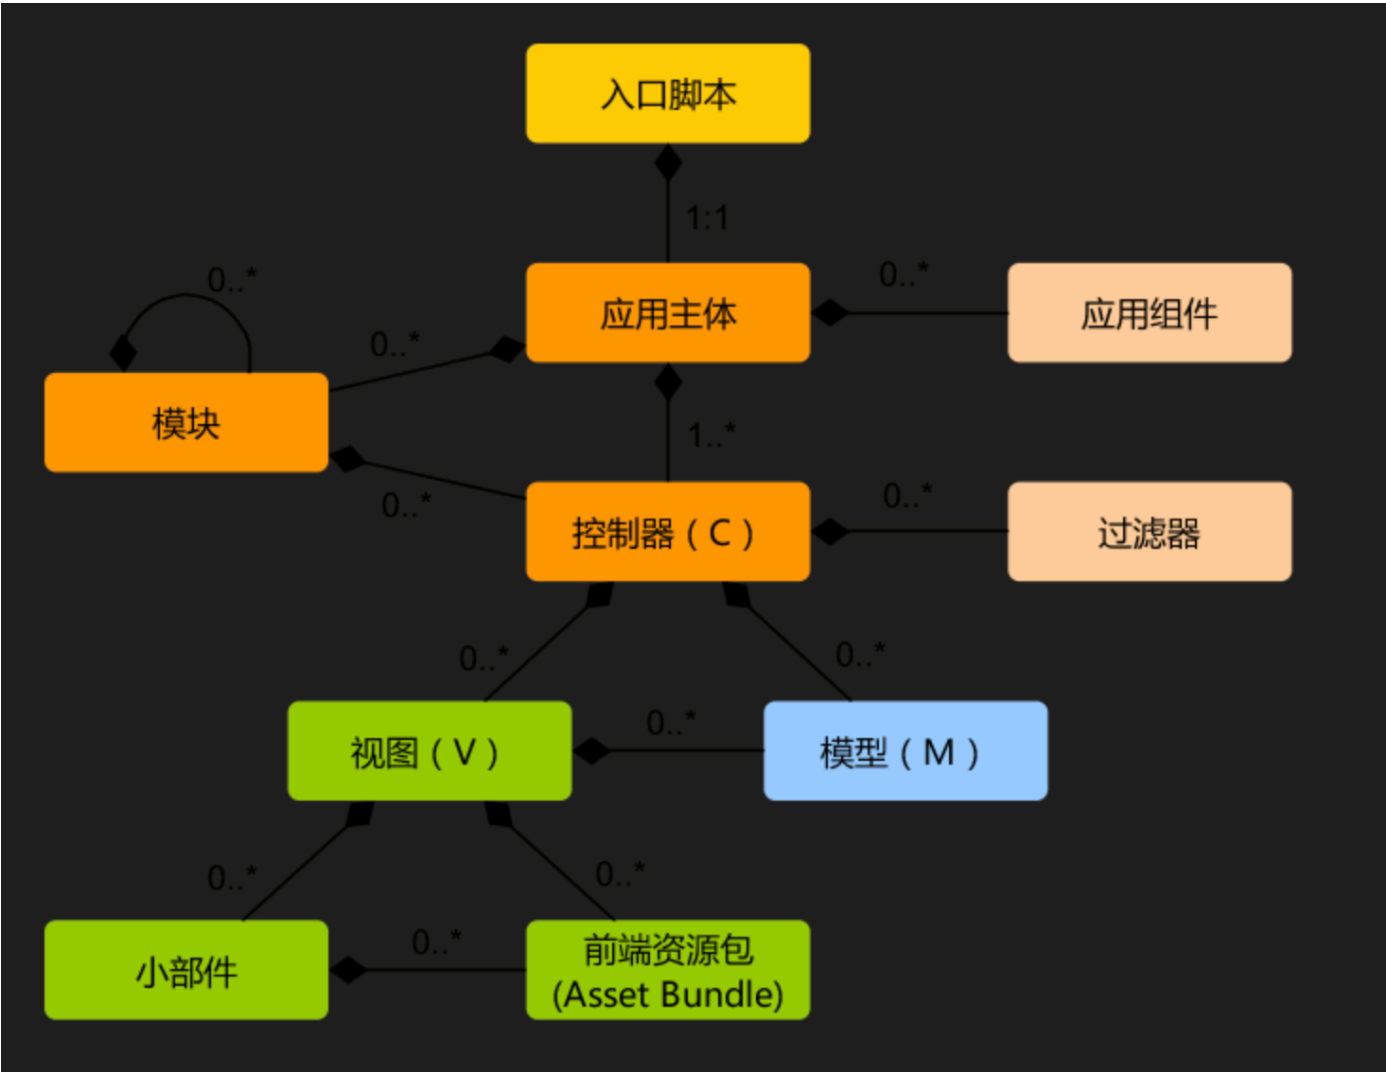 入口脚本
1:1
0..*
应用主体
0..*
应用组件
0..*
模块
1..*
0..*
控制器（C）
0..*
过滤器
0..*
0..*
视图（V）
0..*
模型（M）
0..*
0..*
小部件
0..*
前端资源包
(Asset Bundle)